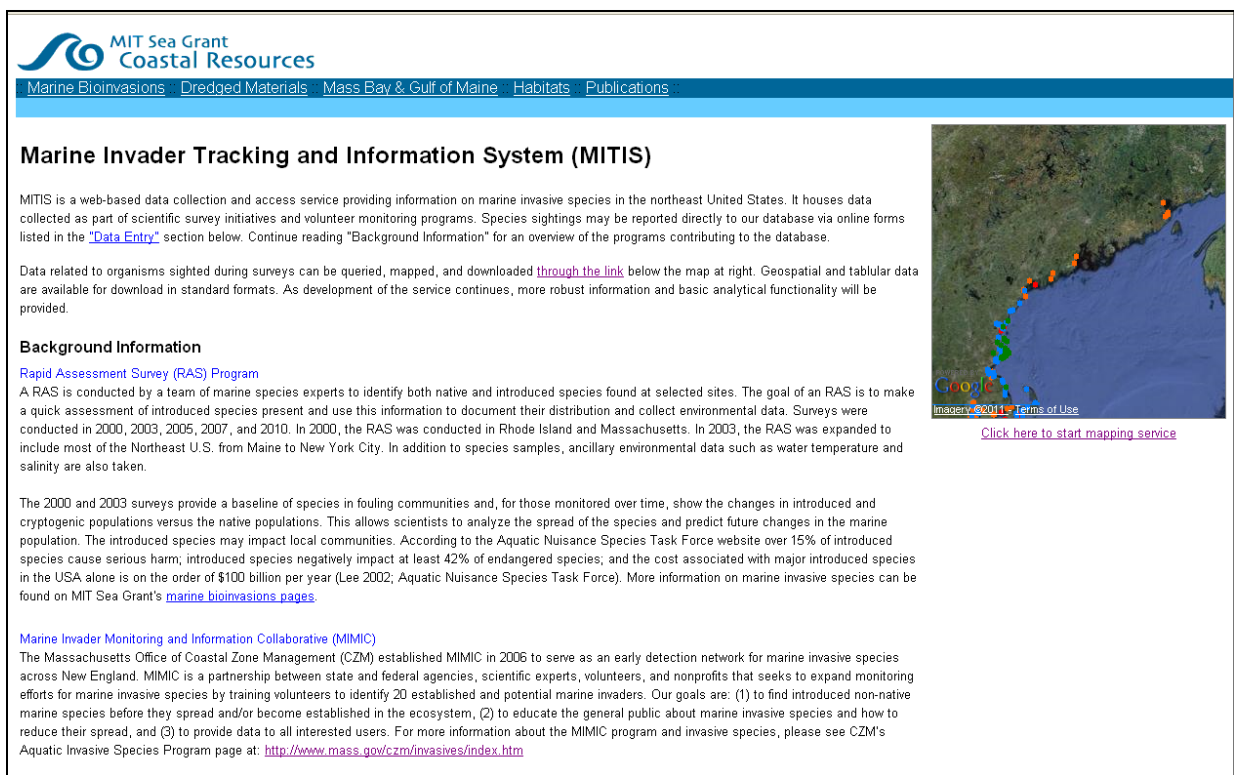 MIT Sea Grant
Coastal Resources
:: Marine Bioinvasions :: Dredged Materials :: Mass Bay & Gulf of Maine :: Habitats :: Publications ::
Marine Invader Tracking and Information System (MITIS)
MITIS is a web-based data collection and access service providing information on marine invasive species in the northeast United States. It houses data
collected as part of scientific survey initiatives and volunteer monitoring programs. Species sightings may be reported directly to our database via online forms
listed in the "Data Entry" section below. Continue reading "Background Information" for an overview of the programs contributing to the database.
Data related to organisms sighted during surveys can be queried, mapped, and downloaded through the link below the map at right. Geospatial and tablular data
are available for download in standard formats. As development of the service continues, more robust information and basic analytical functionality will be
provided.
Background Information
Rapid Assessment Survey (RAS) Program
A RAS is conducted by a team of marine species experts to identify both native and introduced species found at selected sites. The goal of an RAS is to make
a quick assessment of introduced species present and use this information to document their distribution and collect environmental data. Surveys were
conducted in 2000, 2003, 2005, 2007, and 2010. In 2000, the RAS was conducted in Rhode Island and Massachusetts. In 2003, the RAS was expanded to
include most of the Northeast U.S. from Maine to New York City. In addition to species samples, ancillary environmental data such as water temperature and
salinity are also taken.
The 2000 and 2003 surveys provide a baseline of species in fouling communities and, for those monitored over time, show the changes in introduced and
cryptogenic populations versus the native populations. This allows scientists to analyze the spread of the species and predict future changes in the marine
population. The introduced species may impact local communities. According to the Aquatic Nuisance Species Task Force website over 15% of introduced
species cause serious harm; introduced species negatively impact at least 42% of endangered species; and the cost associated with major introduced species
in the USA alone is on the order of $100 billion per year (Lee 2002; Aquatic Nuisance Species Task Force). More information on marine invasive species can be
found on MIT Sea Grant's marine bioinvasions pages.
Marine Invader Monitoring and Information Collaborative (MIMIC)
The Massachusetts Office of Coastal Zone Management (CZM) established MIMIC in 2006 to serve as an early detection network for marine invasive species
across New England. MIMIC is a partnership between state and federal agencies, scientific experts, volunteers, and nonprofits that seeks to expand monitoring
efforts for marine invasive species by training volunteers to identify 20 established and potential marine invaders. Our goals are: (1) to find introduced non-native
marine species before they spread and/or become established in the ecosystem, (2) to educate the general public about marine invasive species and how to
reduce their spread, and (3) to provide data to all interested users. For more information about the MIMIC program and invasive species, please see CZM's
Aquatic Invasive Species Program page at: http://www.mass.gov/czm/invasives/index.htm
Google
Imagery ©2011 - Terms of Use
Click here to start mapping service